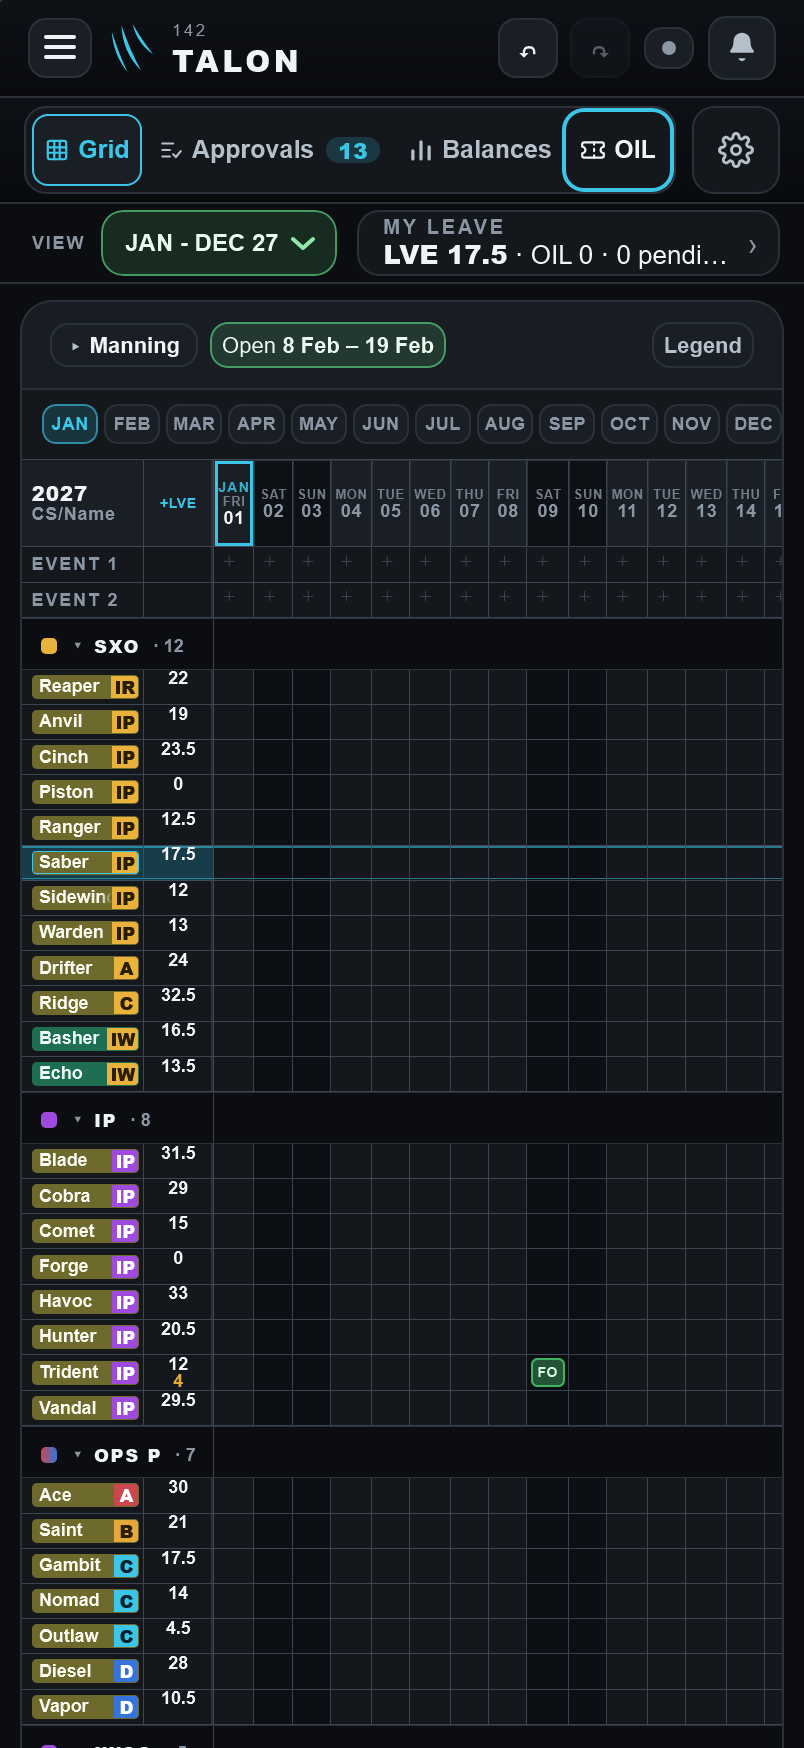 142
TALON
Grid
Approvals 13
Balances
OIL
VIEW
JAN - DEC 27
MY LEAVE
LVE 17.5 · OIL 0 · 0 pendi…
Manning
Open 8 Feb – 19 Feb
Legend
JAN FEB MAR APR MAY JUN JUL AUG SEP OCT NOV DEC
2027
CS/Name
+LVE
JAN FRI 01
SAT 02
SUN 03
MON 04
TUE 05
WED 06
THU 07
FRI 08
SAT 09
SUN 10
MON 11
TUE 12
WED 13
THU 14
EVENT 1 + + + + + + + + + + + + + + +
EVENT 2 + + + + + + + + + + + + + + +
SXO · 12
Reaper IR 22
Anvil IP 19
Cinch IP 23.5
Piston IP 0
Ranger IP 12.5
Saber IP 17.5
Sidewin IP 12
Warden IP 13
Drifter A 24
Ridge C 32.5
Basher IW 16.5
Echo IW 13.5
IP · 8
Blade IP 31.5
Cobra IP 29
Comet IP 15
Forge IP 0
Havoc IP 33
Hunter IP 20.5
Trident IP 12 4 FO
Vandal IP 29.5
OPS P · 7
Ace A 30
Saint B 21
Gambit C 17.5
Nomad C 14
Outlaw C 4.5
Diesel D 28
Vapor D 10.5